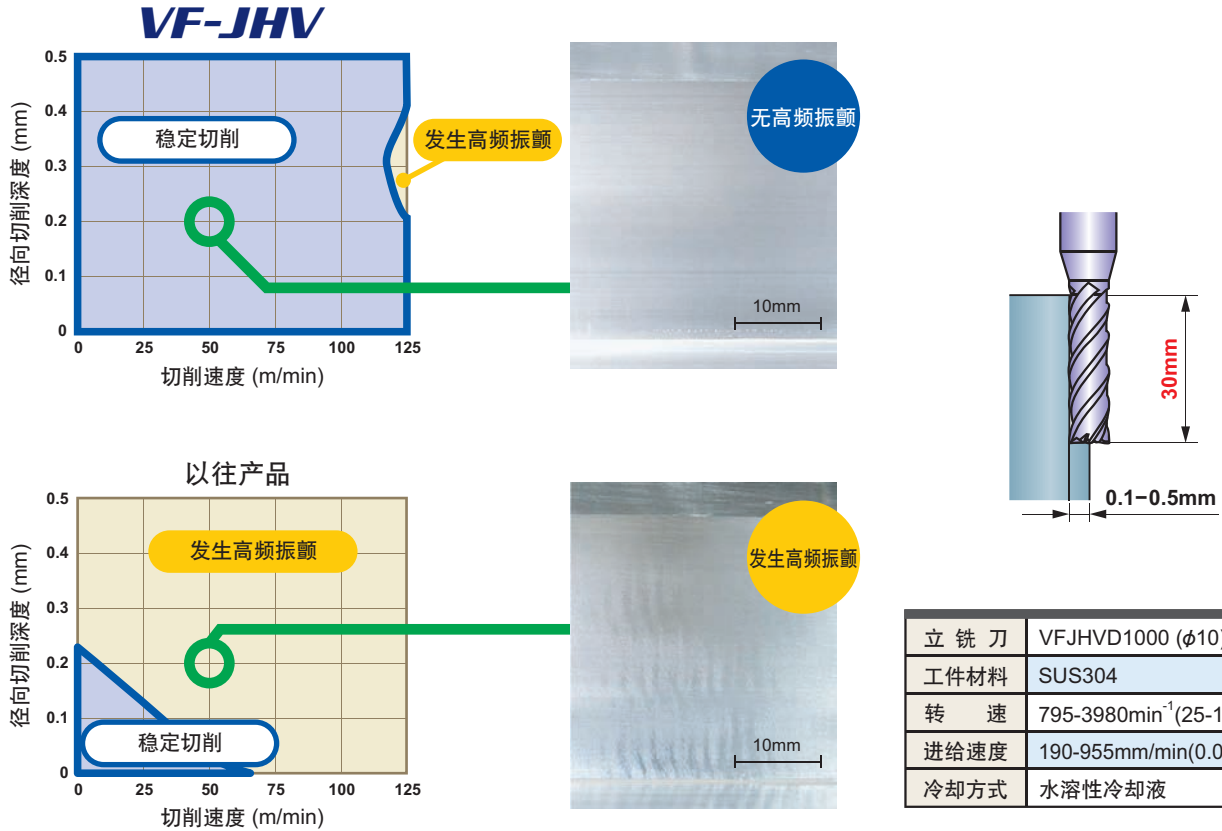 VF-JHV
径向切削深度 (mm)
0.5
0.4
0.3
0.2
0.1
0
稳定切削
发生高频振颤
0
25
50
75
100
125
切削速度 (m/min)
无高频振颤
10mm
以往产品
径向切削深度 (mm)
0.5
0.4
0.3
0.2
0.1
0
发生高频振颤
稳定切削
0
25
50
75
100
125
切削速度 (m/min)
发生高频振颤
10mm
30mm
0.1−0.5mm
立铣刀 VFJHVD1000 (ϕ10)
工件材料 SUS304
转 速 795-3980min⁻¹(25-1
进给速度 190-955mm/min(0.0
冷却方式 水溶性冷却液